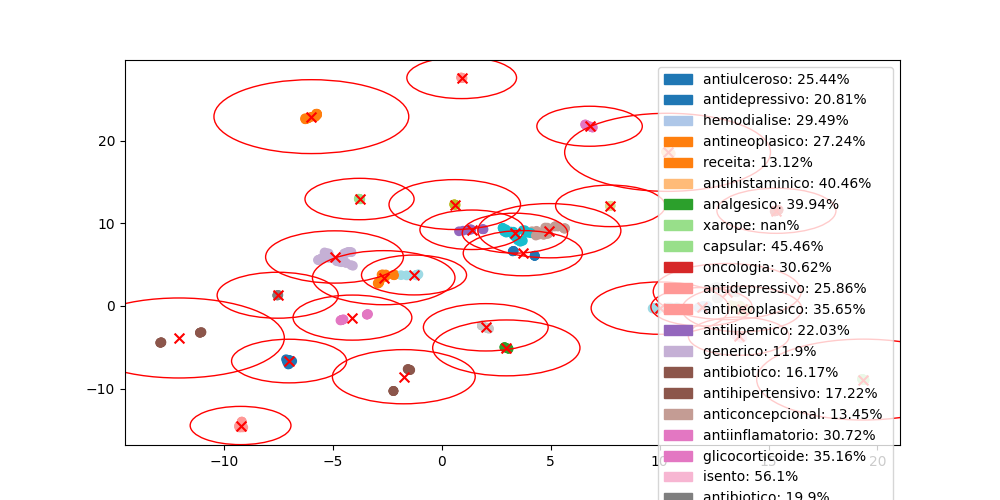 20
10
0
−10
−10
−5
0
5
10
15
20
antiulceroso: 25.44%
antidepressivo: 20.81%
hemodialise: 29.49%
antineoplasico: 27.24%
receita: 13.12%
antihistaminico: 40.46%
analgesico: 39.94%
xarope: nan%
capsular: 45.46%
oncologia: 30.62%
antidepressivo: 25.86%
antineoplasico: 35.65%
antilipemico: 22.03%
generico: 11.9%
antibiotico: 16.17%
antihipertensivo: 17.22%
anticoncepcional: 13.45%
antiinflamatorio: 30.72%
glicocorticoide: 35.16%
isento: 56.1%
antibiotico: 19.9%